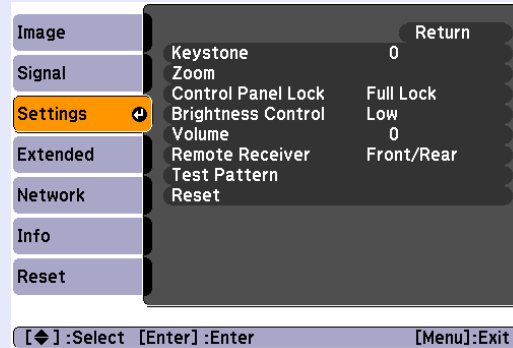 Image
Signal
Settings
Extended
Network
Info
Reset
Return
Keystone 0
Zoom
Control Panel Lock Full Lock
Brightness Control Low
Volume 0
Remote Receiver Front/Rear
Test Pattern
Reset
[◆] :Select [Enter] :Enter [Menu]:Exit